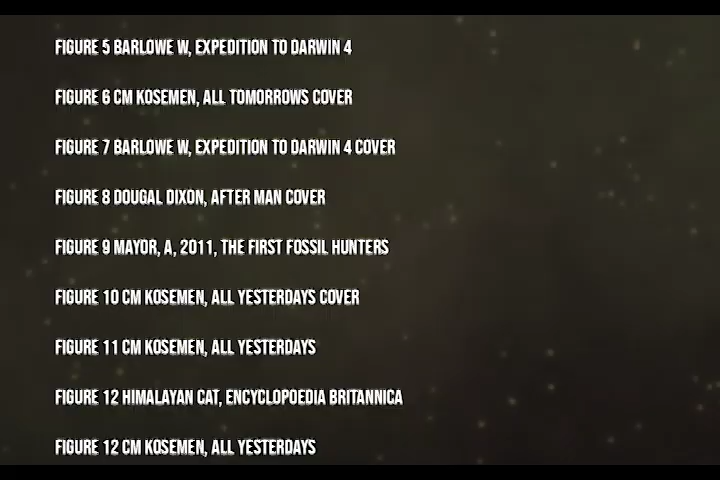 FIGURE 5 BARLOWE W, EXPEDITION TO DARWIN 4
FIGURE 6 CM KOSEMEN, ALL TOMORROWS COVER
FIGURE 7 BARLOWE W, EXPEDITION TO DARWIN 4 COVER
FIGURE 8 DOUGAL DIXON, AFTER MAN COVER
FIGURE 9 MAYOR, A, 2011, THE FIRST FOSSIL HUNTERS
FIGURE 10 CM KOSEMEN, ALL YESTERDAYS COVER
FIGURE 11 CM KOSEMEN, ALL YESTERDAYS
FIGURE 12 HIMALAYAN CAT, ENCYCLOPOEDIA BRITANNICA
FIGURE 12 CM KOSEMEN, ALL YESTERDAYS